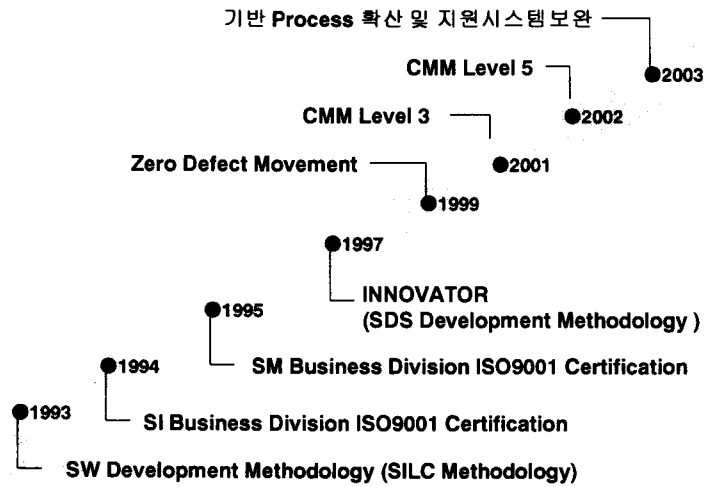 기반 Process 확산 및 지원시스템보완
2003
CMM Level 5
2002
CMM Level 3
2001
Zero Defect Movement
1999
1997
INNOVATOR
(SDS Development Methodology )
1995
SM Business Division ISO9001 Certification
1994
SI Business Division ISO9001 Certification
1993
SW Development Methodology (SILC Methodology)